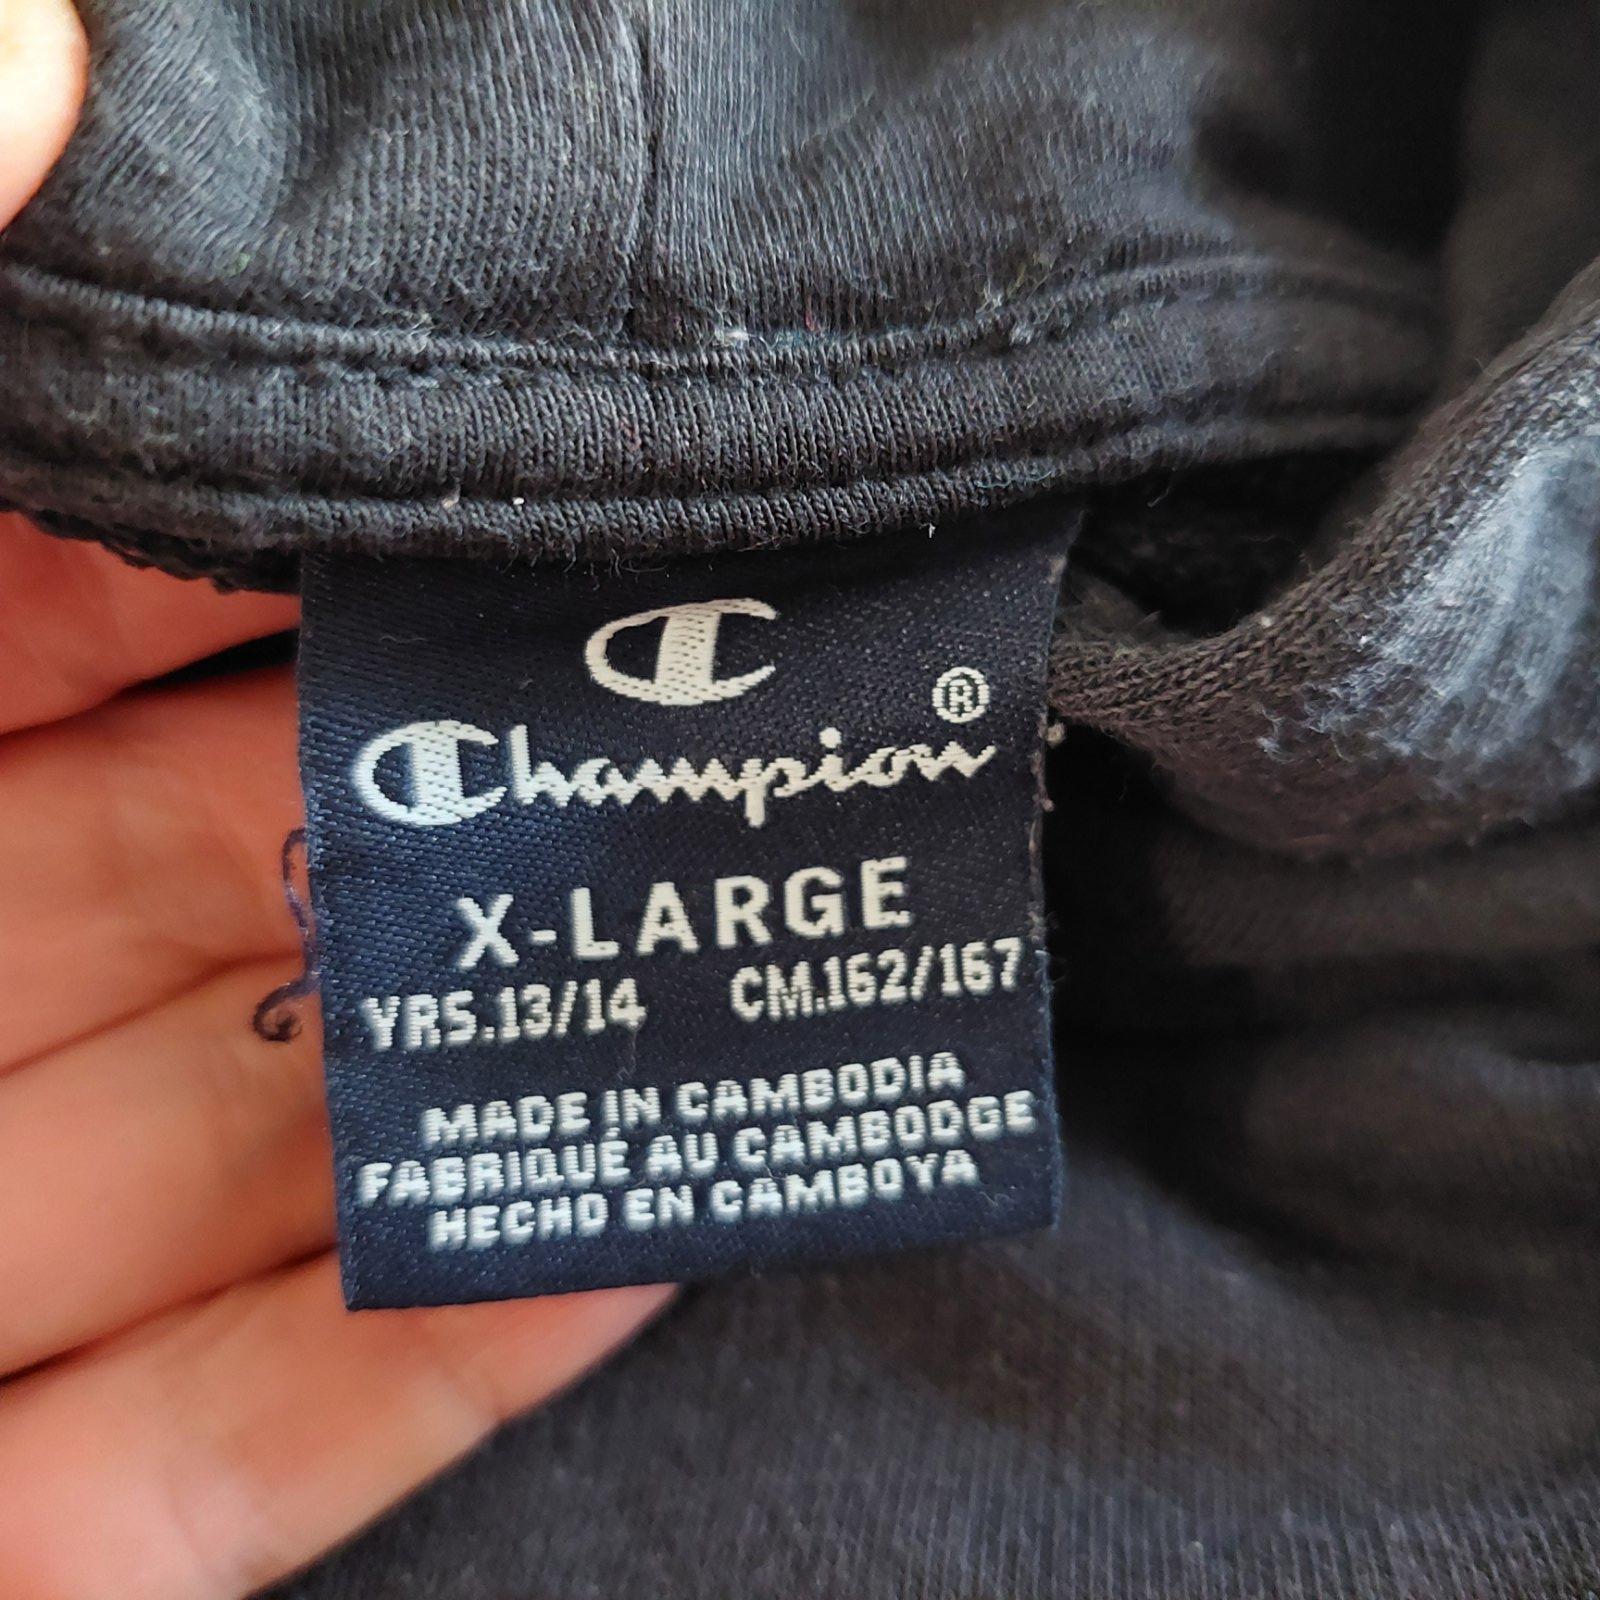 C
Champion®
X-LARGE
YRS.13/14 CM.162/167
MADE IN CAMBODIA
FABRIQUÉ AU CAMBODGE
HECHO EN CAMBOYA